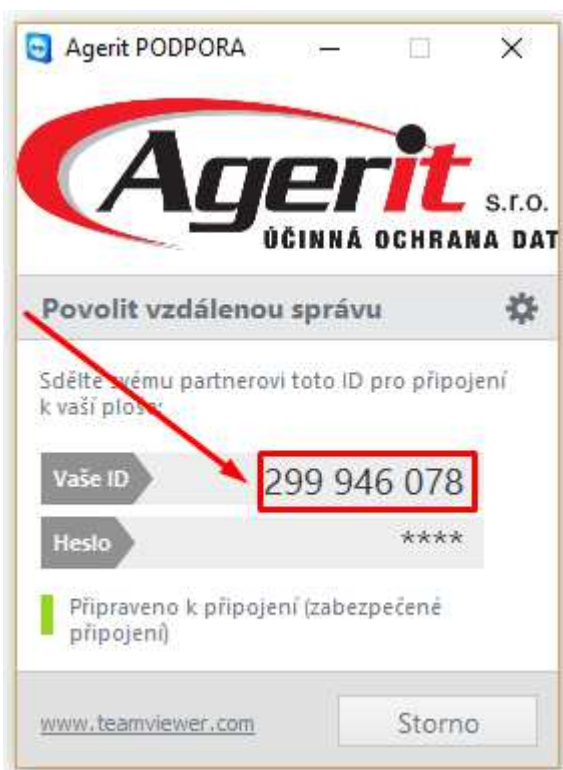 Agerit PODPORA
Agerit s.r.o.
ÚČINNÁ OCHRANA DAT
Povolit vzdálenou správu
Sdělte svému partnerovi toto ID pro připojení
k vaší ploše:
Vaše ID 299 946 078
Heslo ****
Připraveno k připojení (zabezpečené
připojení)
www.teamviewer.com Storno